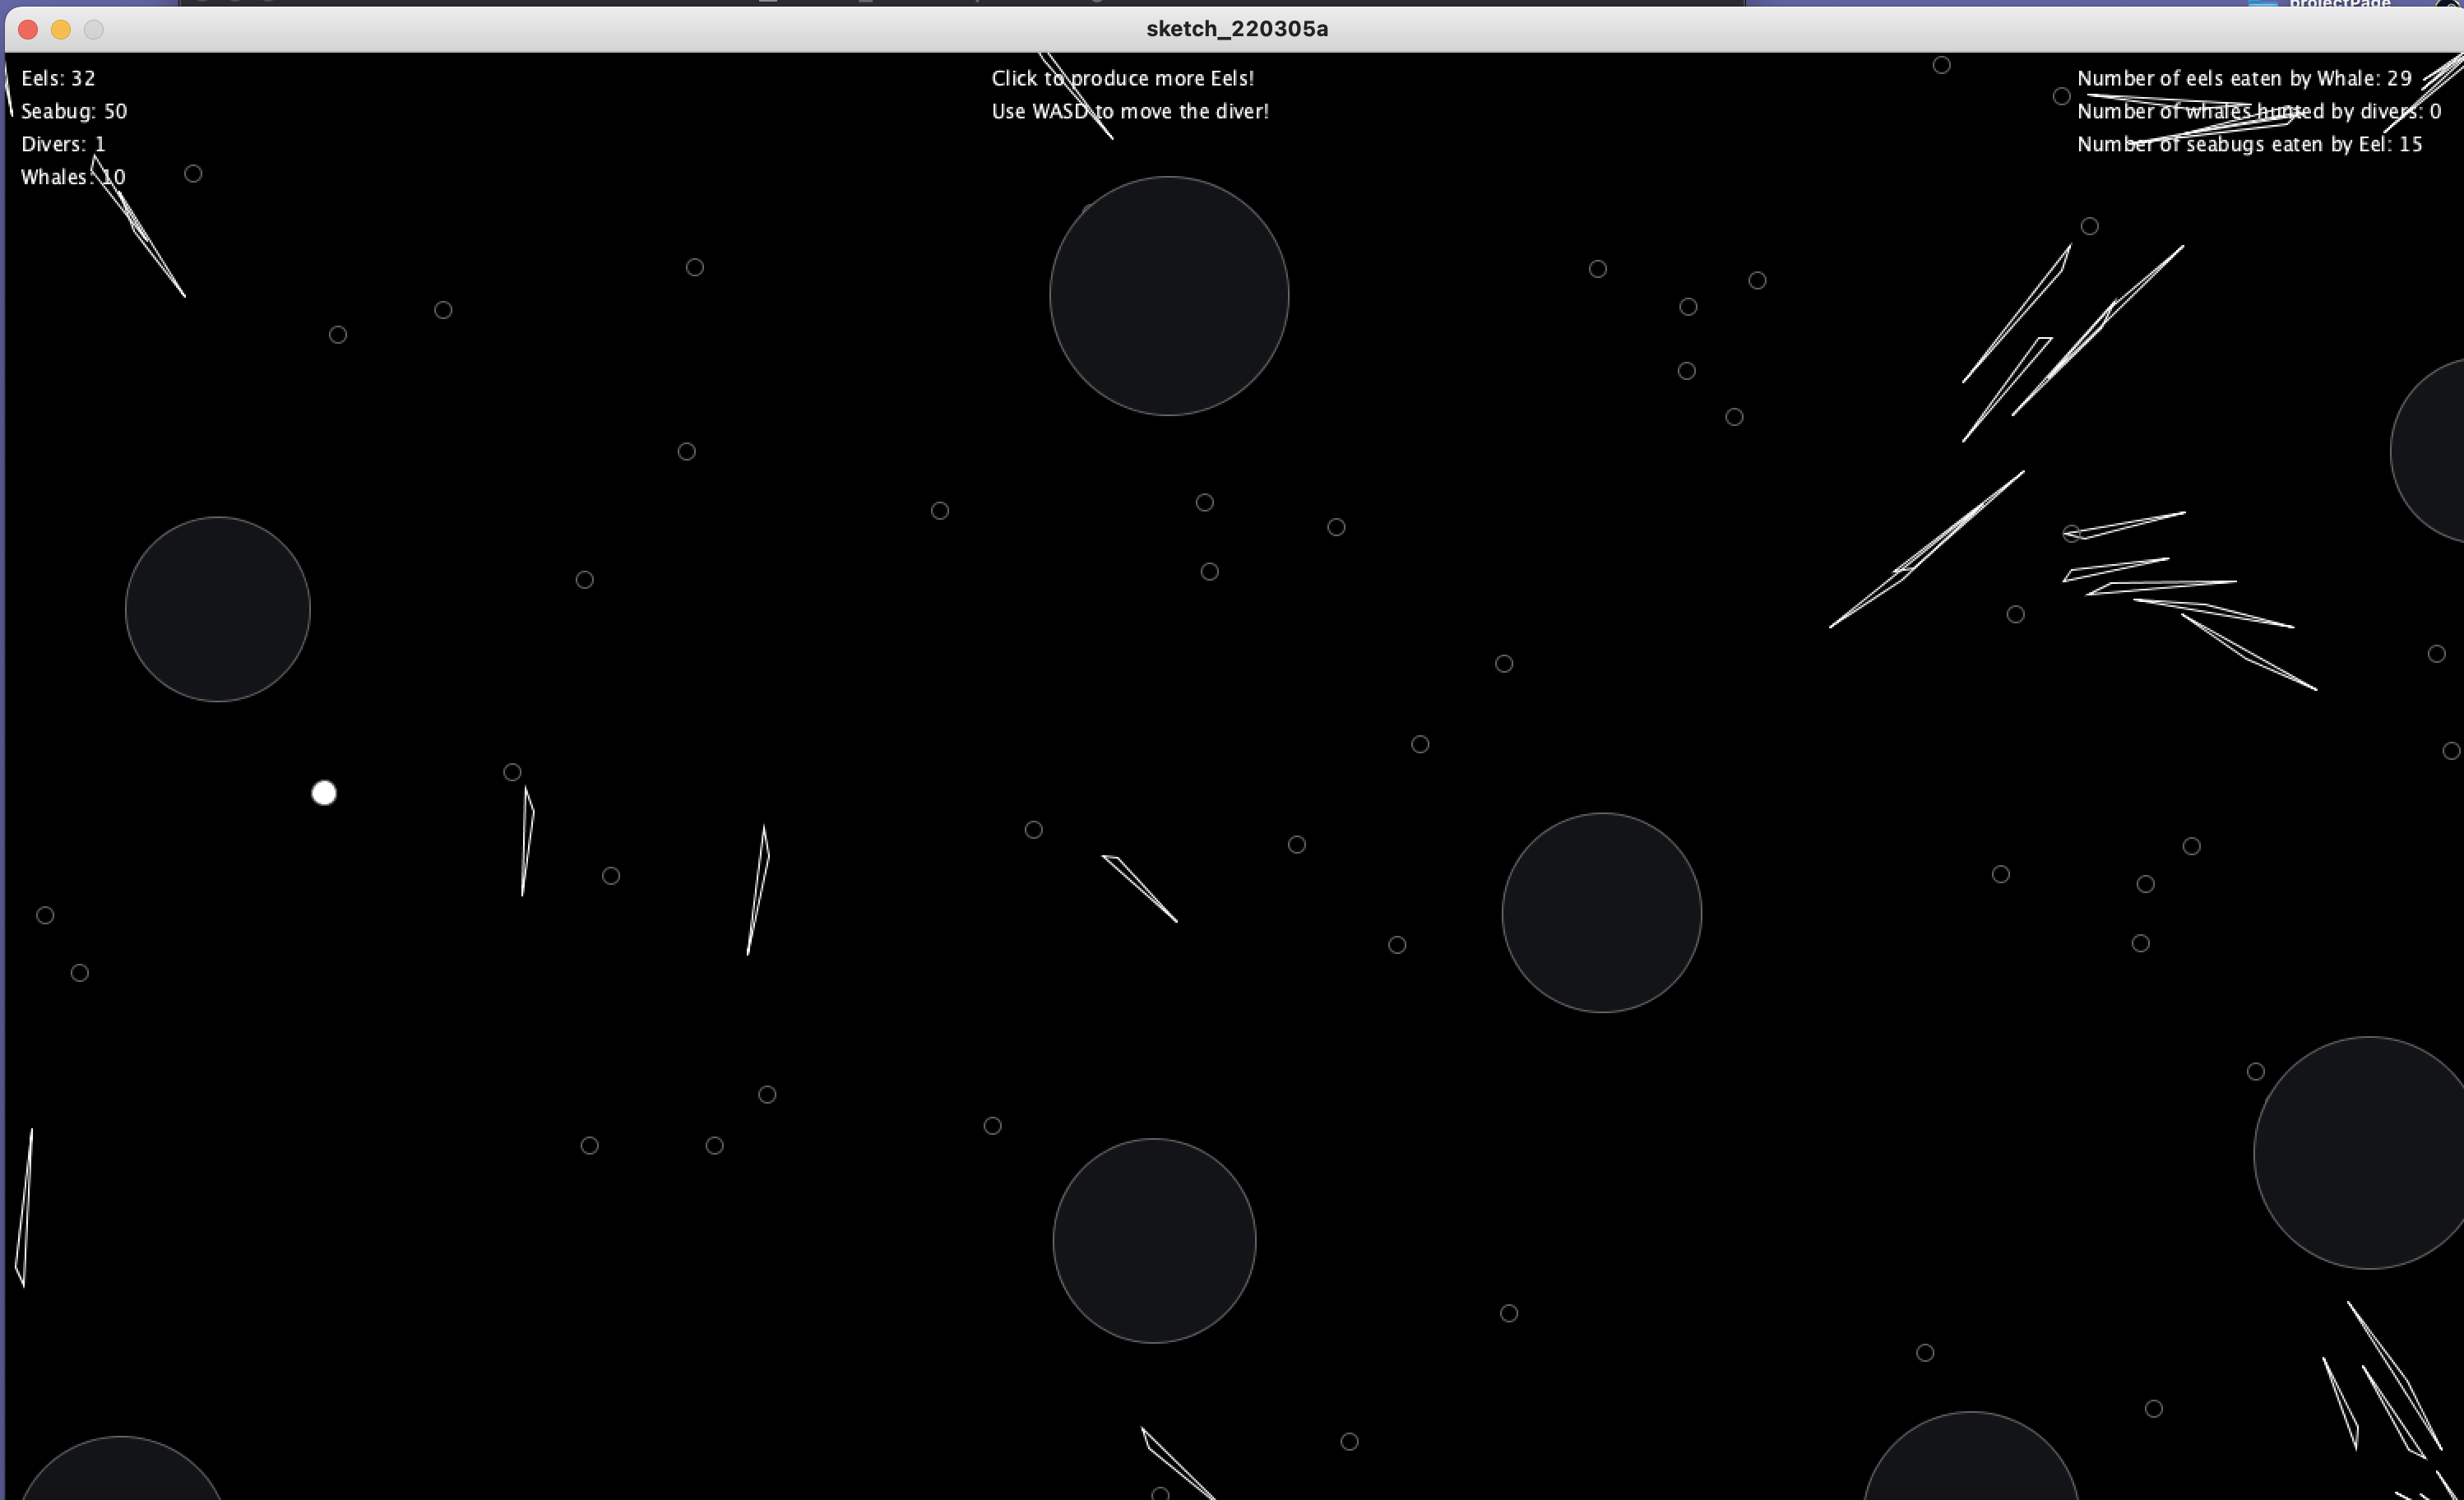 projectPage
sketch_220305a
Eels: 32
Seabug: 50
Divers: 1
Whales: 10
Click to produce more Eels!
Use WASD to move the diver!
Number of eels eaten by Whale: 29
Number of whales hunted by divers: 0
Number of seabugs eaten by Eel: 15